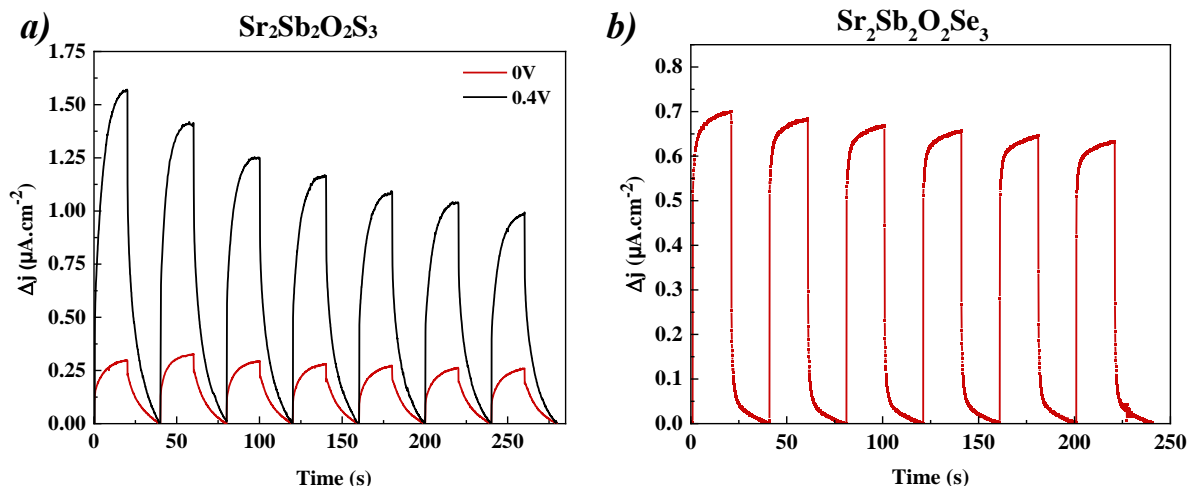 a)
Sr₂Sb₂O₂S₃
1.75
1.50
1.25
1.00
0.75
0.50
0.25
0.00
Δj (µA.cm⁻²)
0V
0.4V
0 50 100 150 200 250
Time (s)
b)
Sr₂Sb₂O₂Se₃
0.8
0.7
0.6
0.5
0.4
0.3
0.2
0.1
0.0
Δj (µA.cm⁻²)
0 50 100 150 200 250
Time (s)